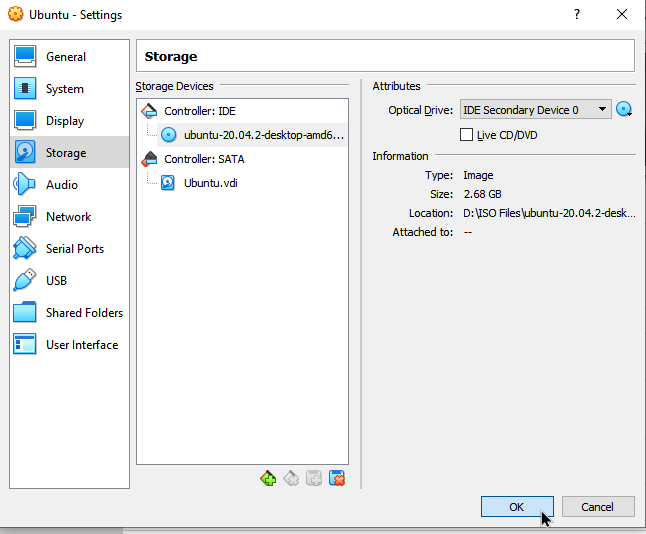 Ubuntu - Settings
?
General
System
Display
Storage
Audio
Network
Serial Ports
USB
Shared Folders
User Interface
Storage
Storage Devices
Controller: IDE
ubuntu-20.04.2-desktop-amd6...
Controller: SATA
Ubuntu.vdi
Attributes
Optical Drive: IDE Secondary Device 0
Live CD/DVD
Information
Type: Image
Size: 2.68 GB
Location: D:\ISO Files\ubuntu-20.04.2-desk...
Attached to: --
OK
Cancel